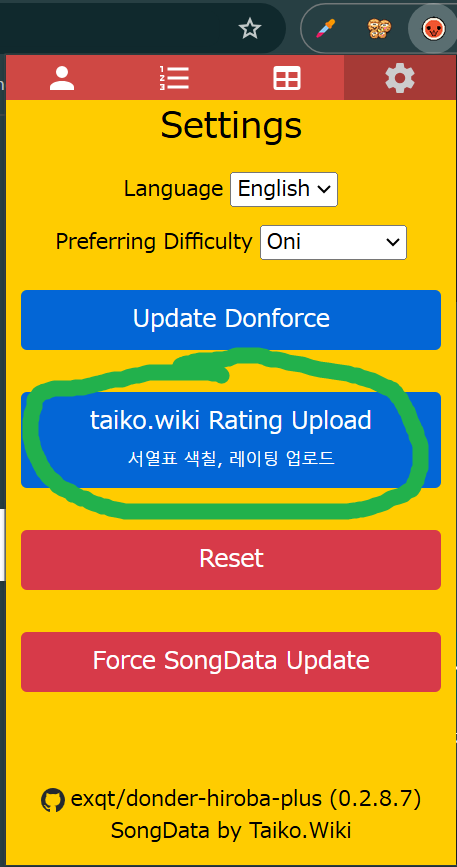 Settings
Language English
Preferring Difficulty Oni
Update Donforce
taiko.wiki Rating Upload
서열표 색칠, 레이팅 업로드
Reset
Force SongData Update
exqt/donder-hiroba-plus (0.2.8.7)
SongData by Taiko.Wiki